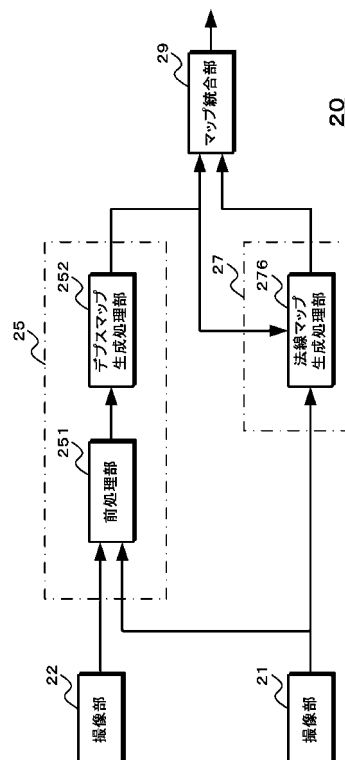 25
22
撮像部
251
前処理部
252
デプスマップ
生成処理部
29
マップ統合部
27
276
法線マップ
生成処理部
21
撮像部
20